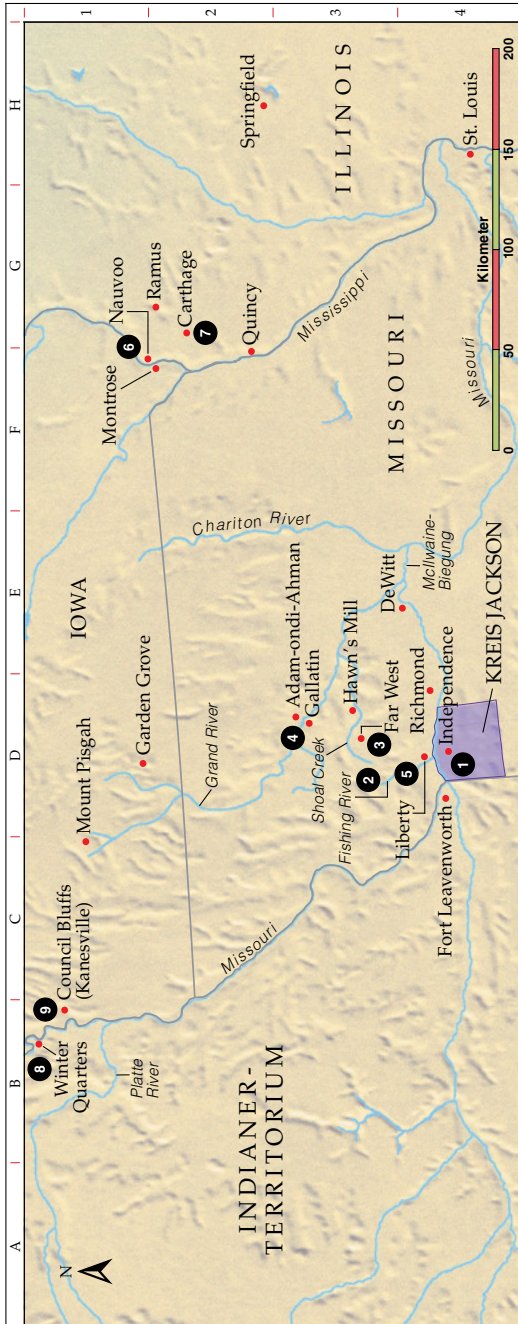 A
B
C
D
E
F
G
H
1
2
3
4
N
8
Winter
Quarters
9
Council Bluffs
(Kanesville)
Platte
River
Mount Pisgah
Garden Grove
IOWA
Montrose
6
Nauvoo
Ramus
Carthage
7
Quincy
Springfield
ILLINOIS
Mississippi
Missouri
Grand River
Chariton River
INDIANER-
TERRITORIUM
4
Adam-ondi-Ahman
Gallatin
Shoal Creek
Hawn's Mill
Fishing River
2
3
Far West
MISSOURI
5
Liberty
Richmond
DeWitt
McIlwaine-
Biegung
Fort Leavenworth
1
Independence
KREIS JACKSON
Missouri
St. Louis
Kilometer
0
50
100
150
200